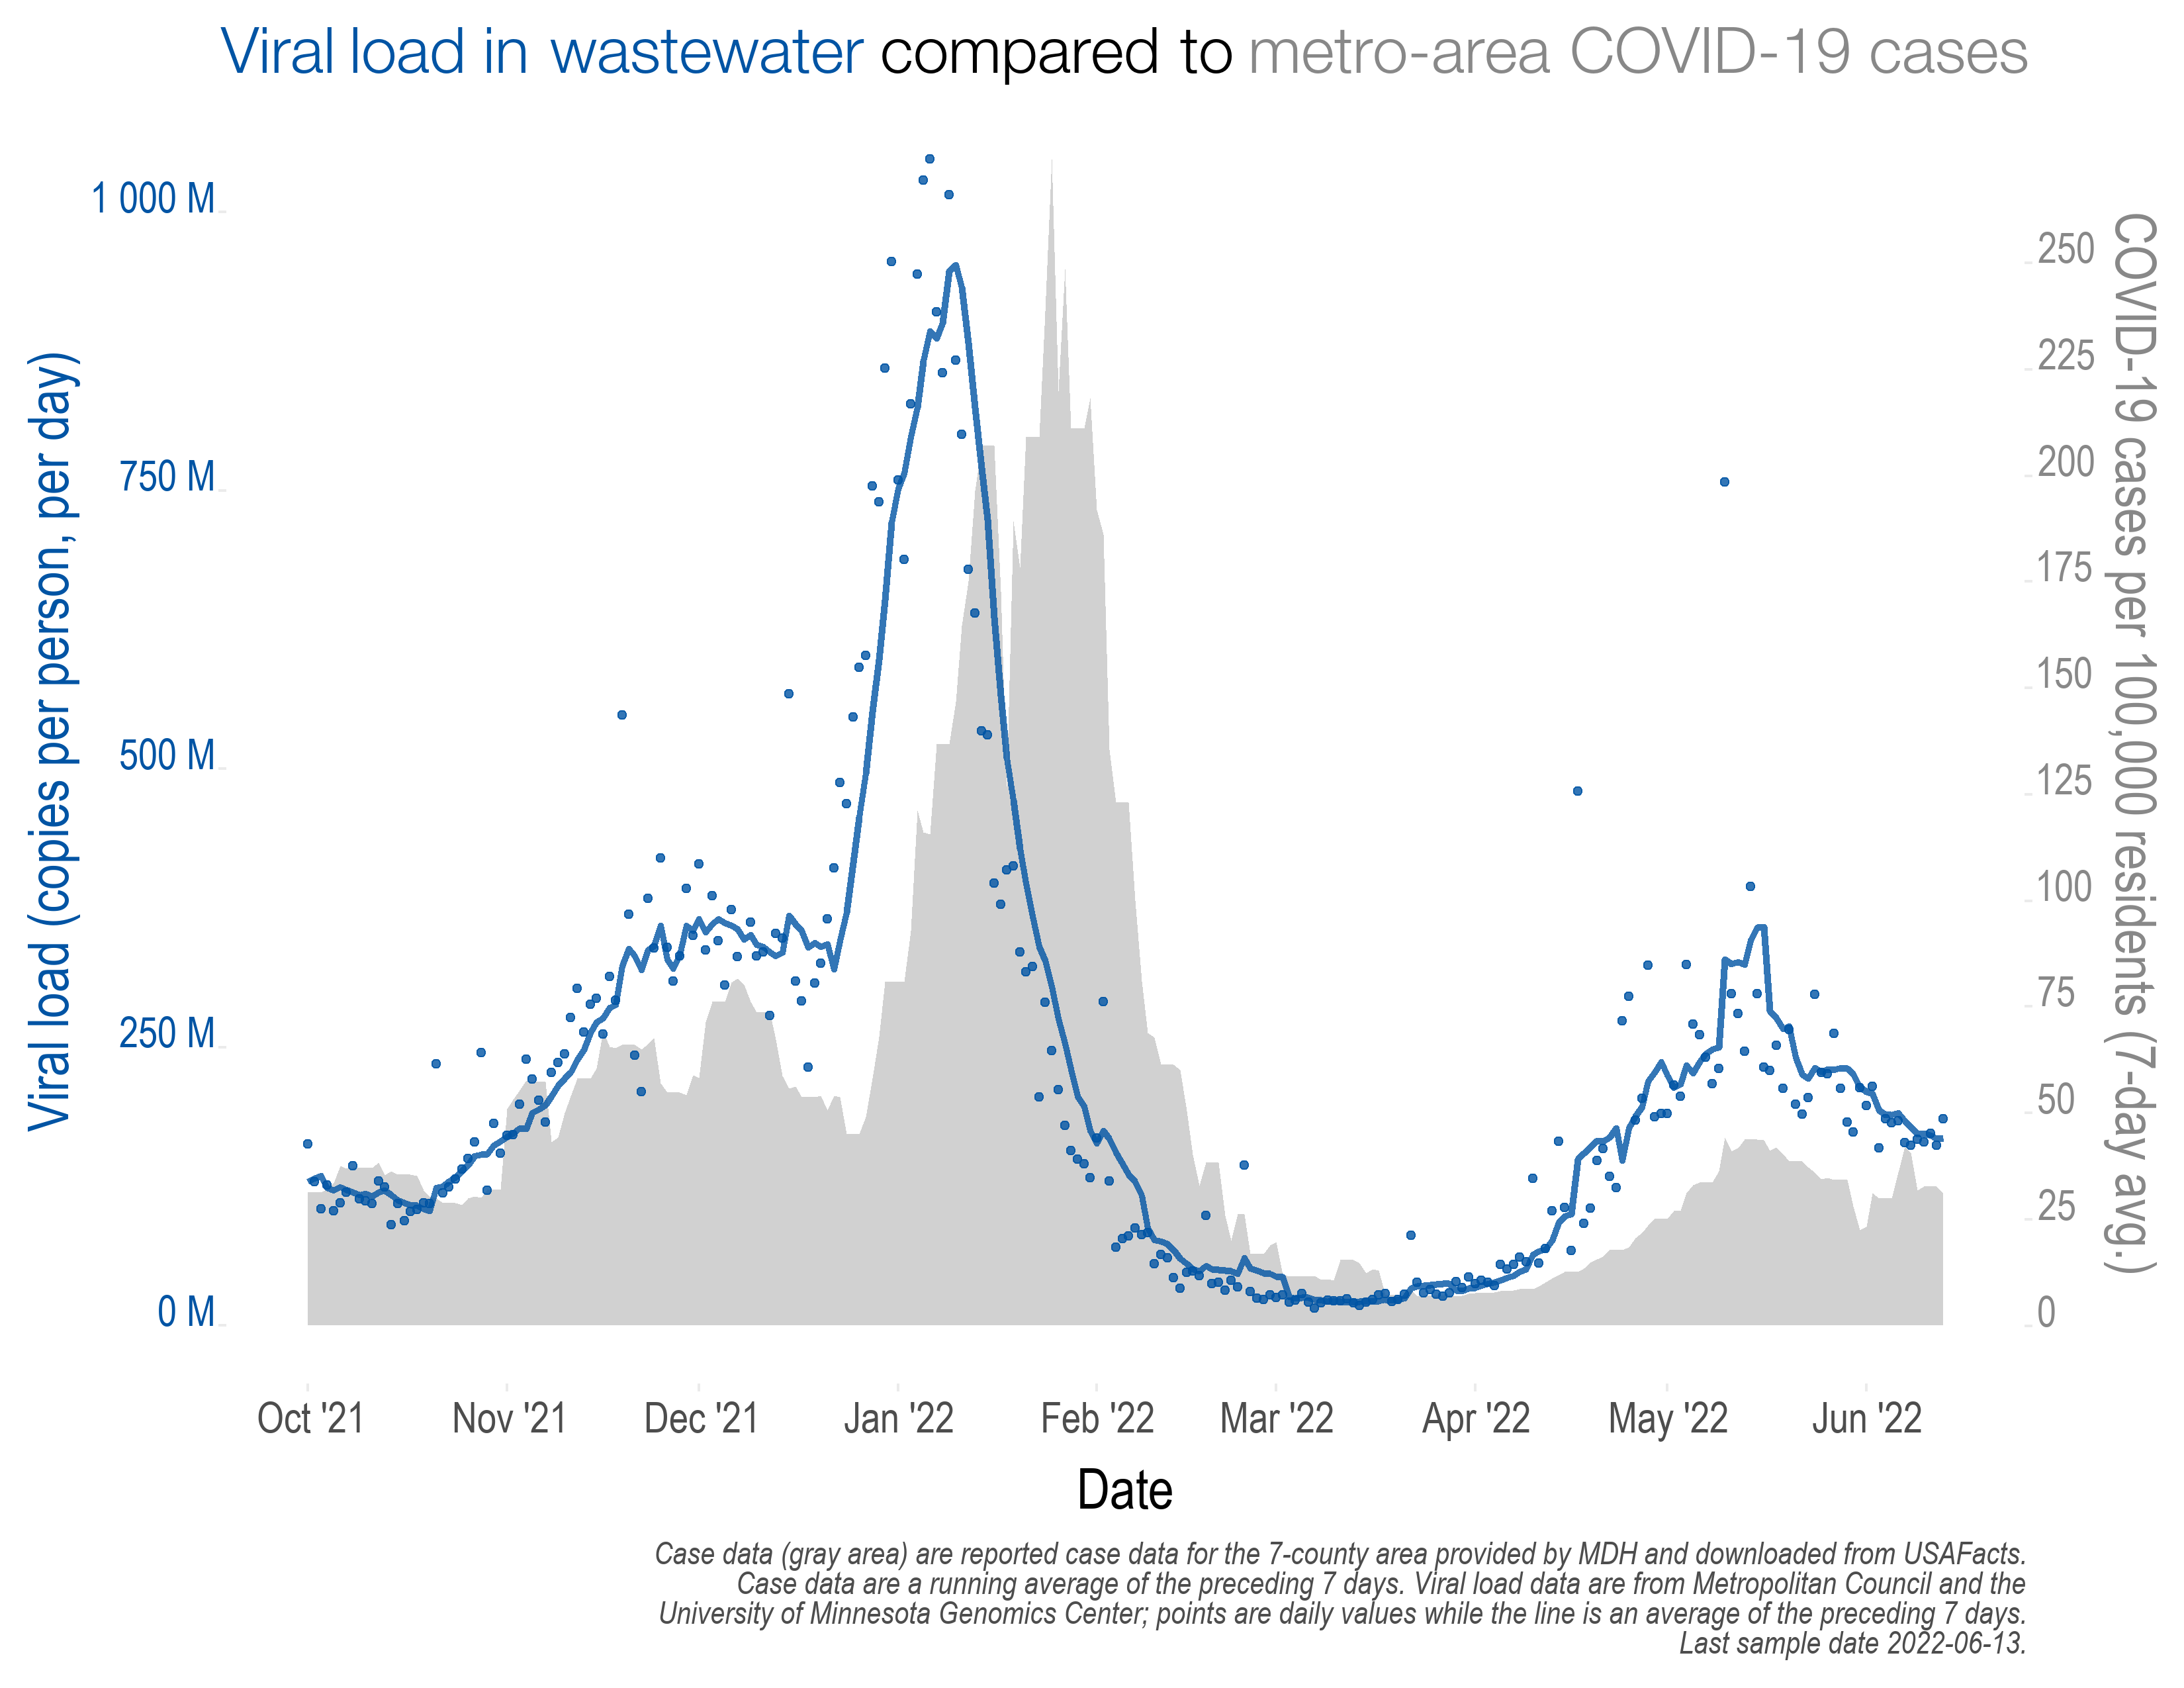 Viral load in wastewater compared to metro-area COVID-19 cases
Viral load (copies per person, per day)
1 000 M
750 M
500 M
250 M
0 M
250
225
200
175
150
125
100
75
50
25
0
COVID-19 cases per 100,000 residents (7-day avg.)
Oct '21
Nov '21
Dec '21
Jan '22
Feb '22
Mar '22
Apr '22
May '22
Jun '22
Date
Case data (gray area) are reported case data for the 7-county area provided by MDH and downloaded from USAFacts.
Case data are a running average of the preceding 7 days. Viral load data are from Metropolitan Council and the
University of Minnesota Genomics Center; points are daily values while the line is an average of the preceding 7 days.
Last sample date 2022-06-13.